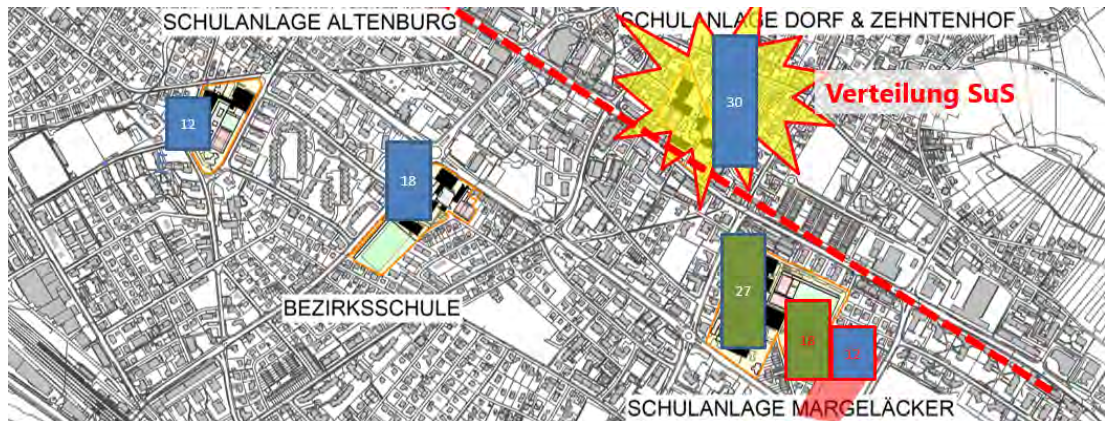 SCHULANLAGE ALTENBURG
SCHULANLAGE DORF & ZEHNTENHOF
30
Verteilung SuS
12
18
27
18
12
BEZIRKSSCHULE
SCHULANLAGE MARGELÄCKER